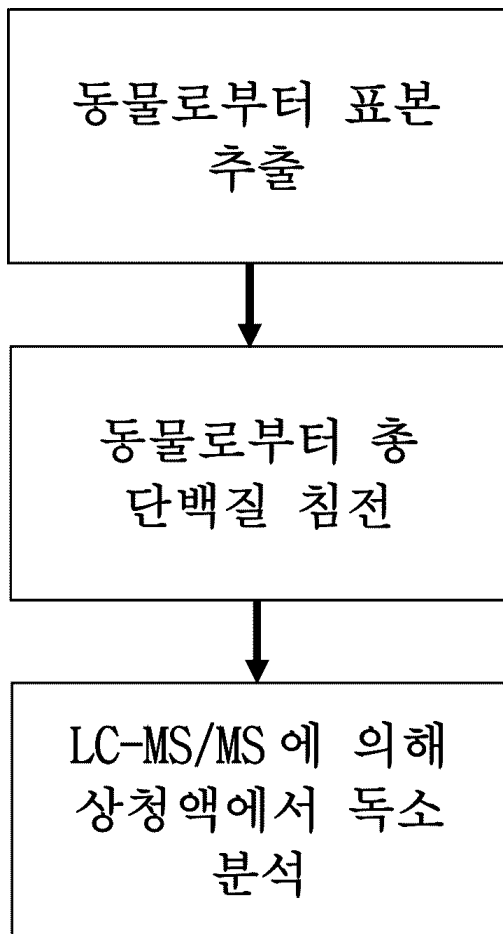 동물로부터 표본
추출
동물로부터 총
단백질 침전
LC-MS/MS에 의해
상청액에서 독소
분석